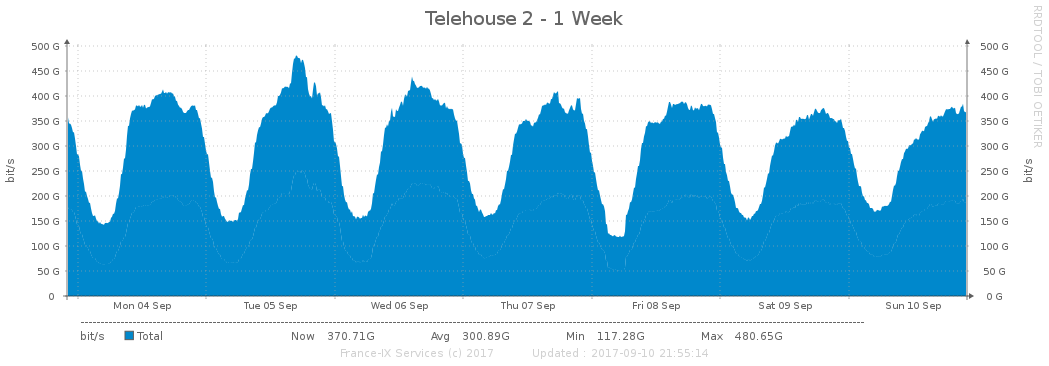 Telehouse 2 - 1 Week
RRDTOOL / TOBI OETIKER
500 G 500 G
450 G 450 G
400 G 400 G
350 G 350 G
300 G 300 G
250 G 250 G
200 G 200 G
150 G 150 G
100 G 100 G
50 G 50 G
0 0 G
bit/s bit/s
Mon 04 Sep Tue 05 Sep Wed 06 Sep Thu 07 Sep Fri 08 Sep Sat 09 Sep Sun 10 Sep
bit/s Total Now 370.71G Avg 300.89G Min 117.28G Max 480.65G
France-IX Services (c) 2017 Updated : 2017-09-10 21:55:14